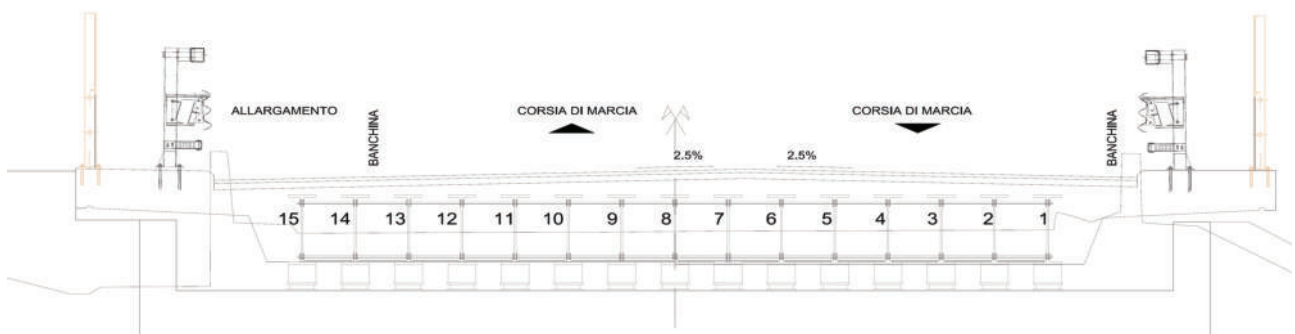 ALLARGAMENTO
BANCHINA
CORSIA DI MARCIA
CORSIA DI MARCIA
BANCHINA
2.5%
2.5%
15 14 13 12 11 10 9 8 7 6 5 4 3 2 1